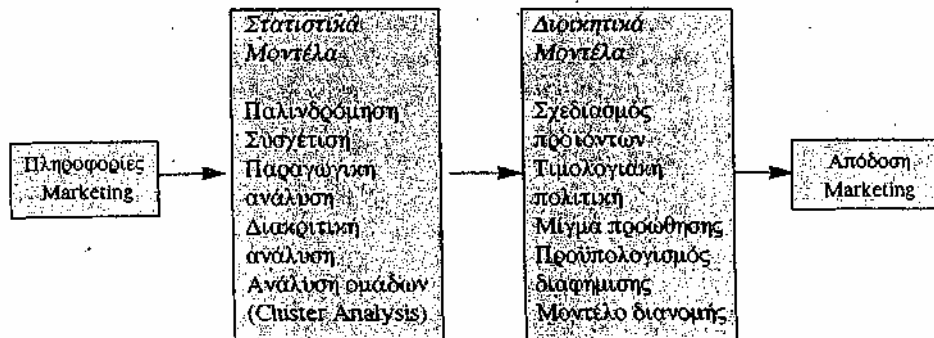 Πληροφορίες
Marketing
Στατιστικά
Μοντέλα
Παλινδρόμηση
Συσχέτιση
Παραγωγική
ανάλυση
Διακριτική
ανάλυση
Ανάλυση ομάδων
(Cluster Analysis)
Διοικητικά
Μοντέλα
Σχεδιασμός
προϊόντων
Τιμολογιακή
πολιτική
Μίγμα προώθησης
Προϋπολογισμός
διαφήμισης
Μοντέλο διανομής
Απόδοση
Marketing